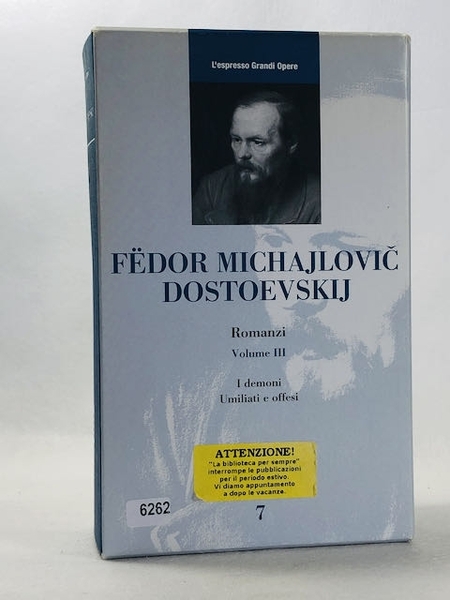 L'espresso Grandi Opere
FËDOR MICHAJLOVIČ
DOSTOEVSKIJ
Romanzi
Volume III
I demoni
Umiliati e offesi
ATTENZIONE!
"La biblioteca per sempre"
interrompe le pubblicazioni
per il periodo estivo.
Vi diamo appuntamento
a dopo le vacanze.
6262
7